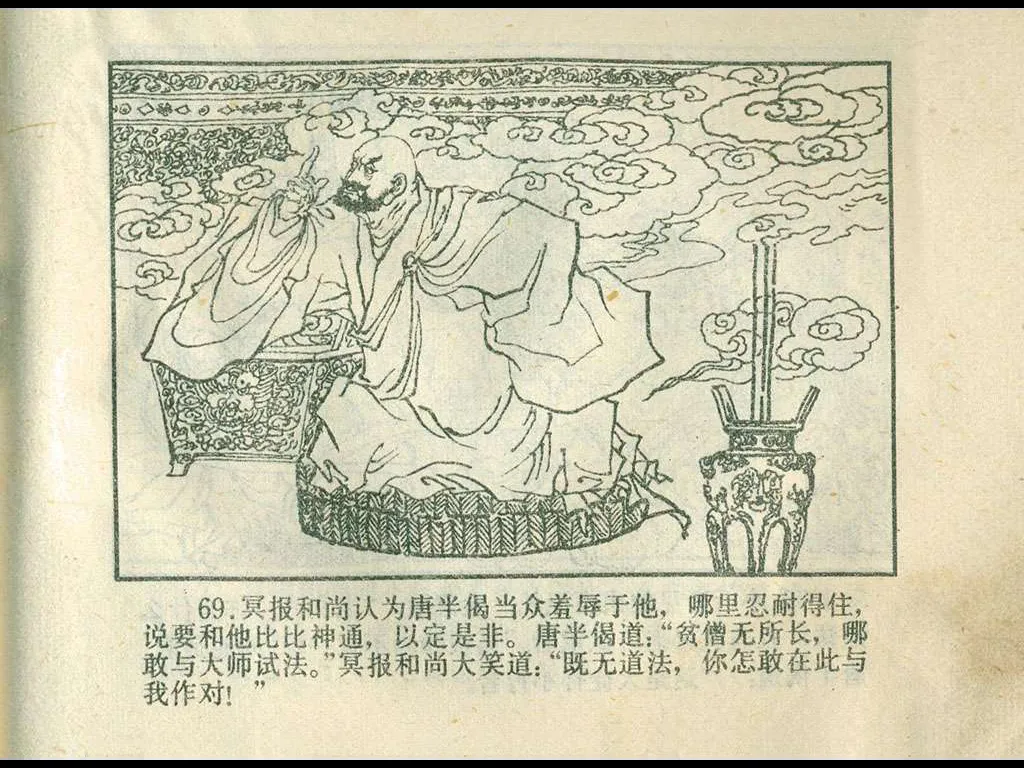 69.冥报和尚认为唐半偈当众羞辱于他，哪里忍耐得住，
说要和他比比神通，以定是非。唐半偈道：“贫僧无所长，哪
敢与大师试法。”冥报和尚大笑道：“既无道法，你怎敢在此与
我作对！”